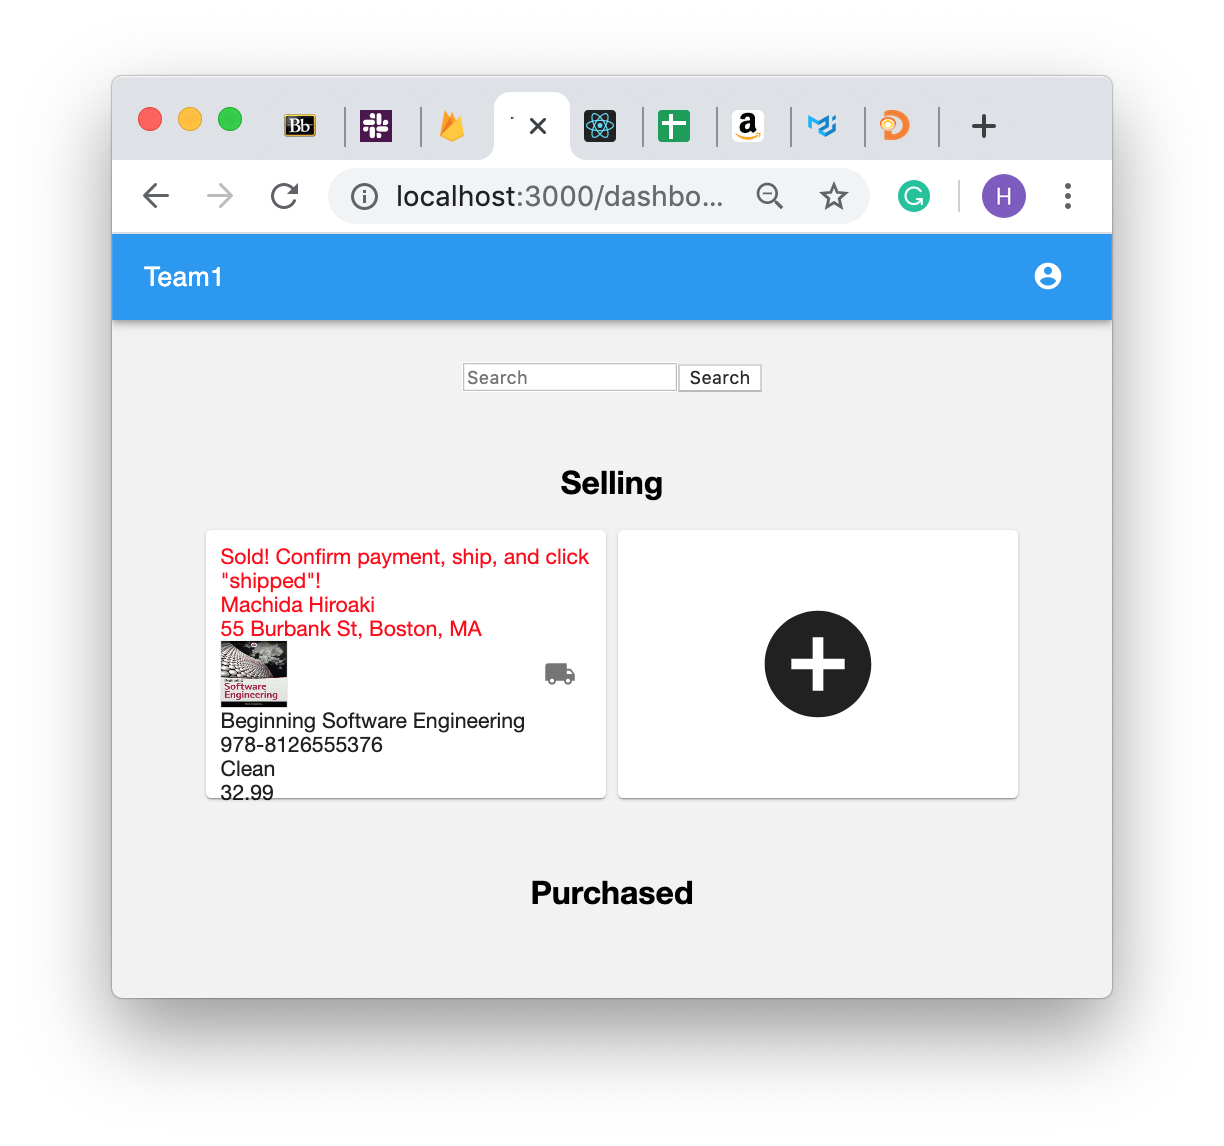 Bb
a
localhost:3000/dashbo...
G
H
Team1
Search
Search
Selling
Sold! Confirm payment, ship, and click
"shipped"!
Machida Hiroaki
55 Burbank St, Boston, MA
Software
Engineering
Beginning Software Engineering
978-8126555376
Clean
32.99
Purchased